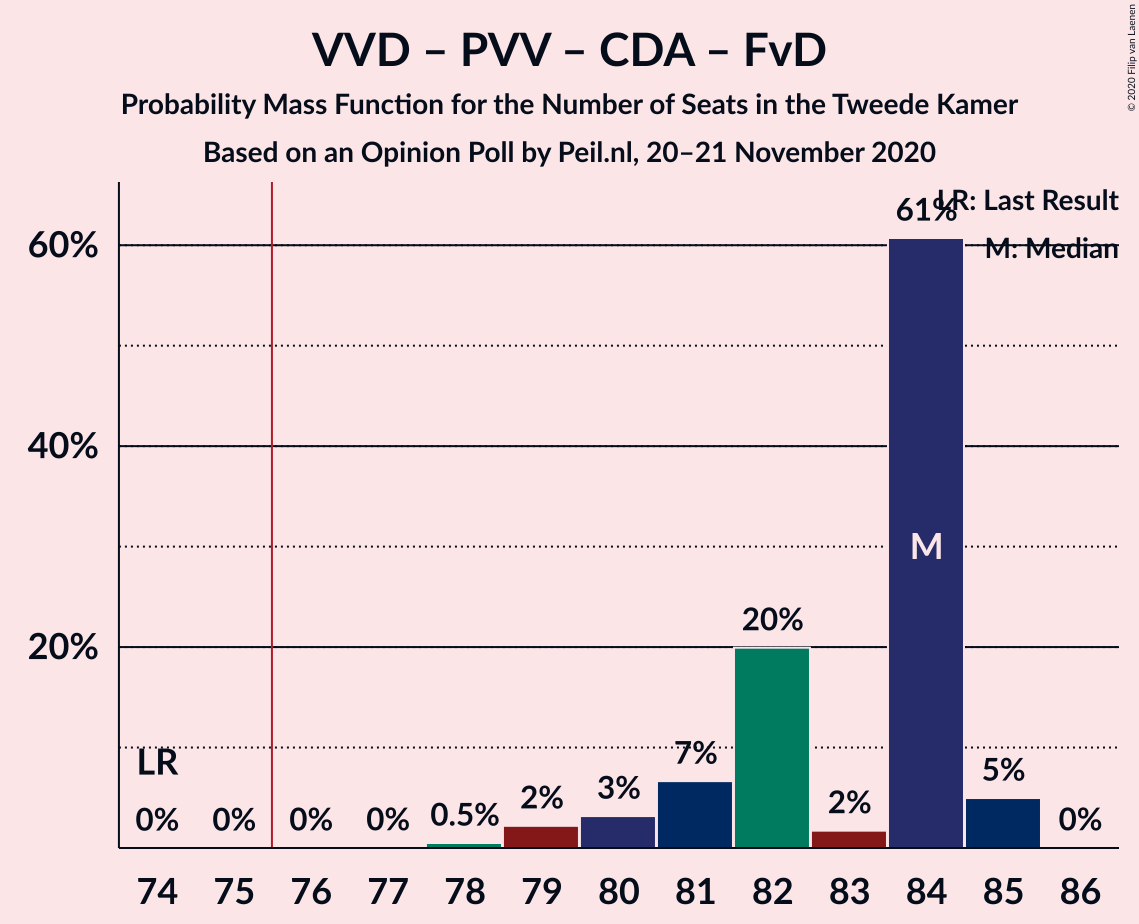 VVD – PVV – CDA – FvD
Probability Mass Function for the Number of Seats in the Tweede Kamer
Based on an Opinion Poll by Peil.nl, 20–21 November 2020
© 2020 Filip van Laenen
LR: Last Result
M: Median
60%
40%
20%
61%
M
20%
LR
7%
5%
0%
0%
0%
0%
0.5%
2%
3%
2%
0%
74 75 76 77 78 79 80 81 82 83 84 85 86